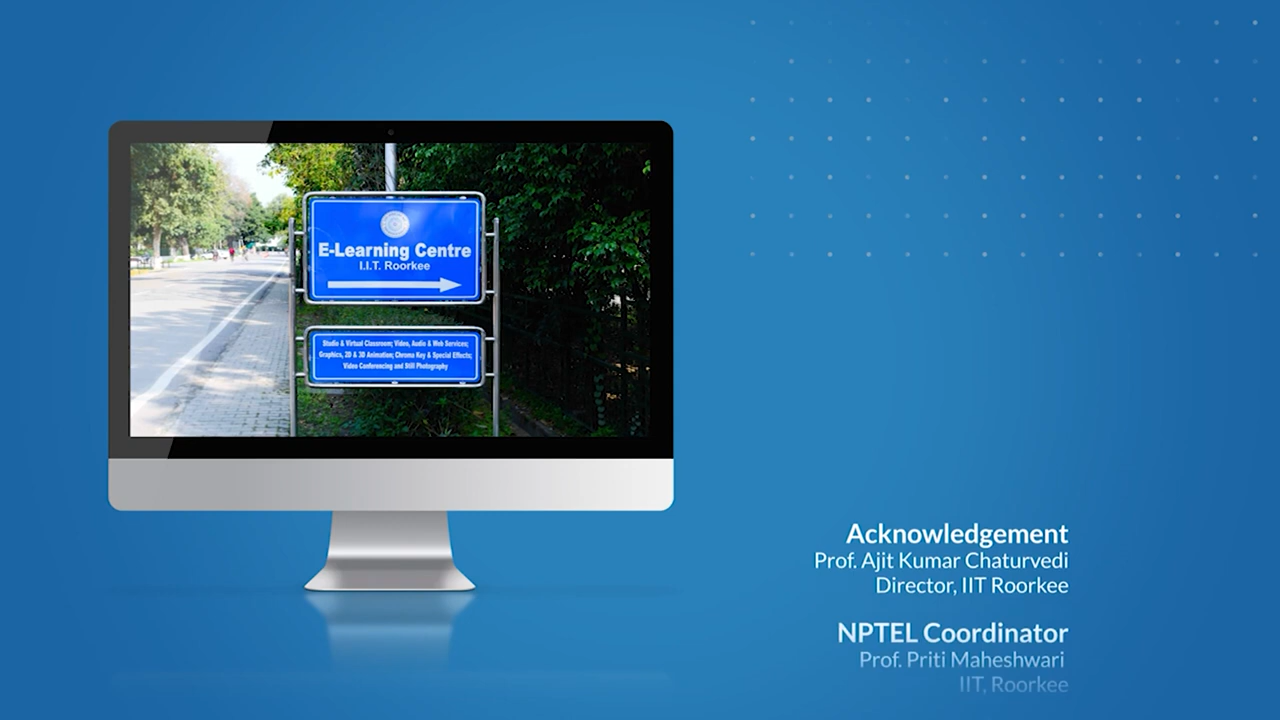 E-Learning Centre
I.I.T. Roorkee
Studio & Virtual Classroom; Video, Audio & Web Services;
Graphics, 2D & 3D Animation; Chroma Key & Special Effects;
Video Conferencing and Still Photography
Acknowledgement
Prof. Ajit Kumar Chaturvedi
Director, IIT Roorkee
NPTEL Coordinator
Prof. Priti Maheshwari
IIT, Roorkee